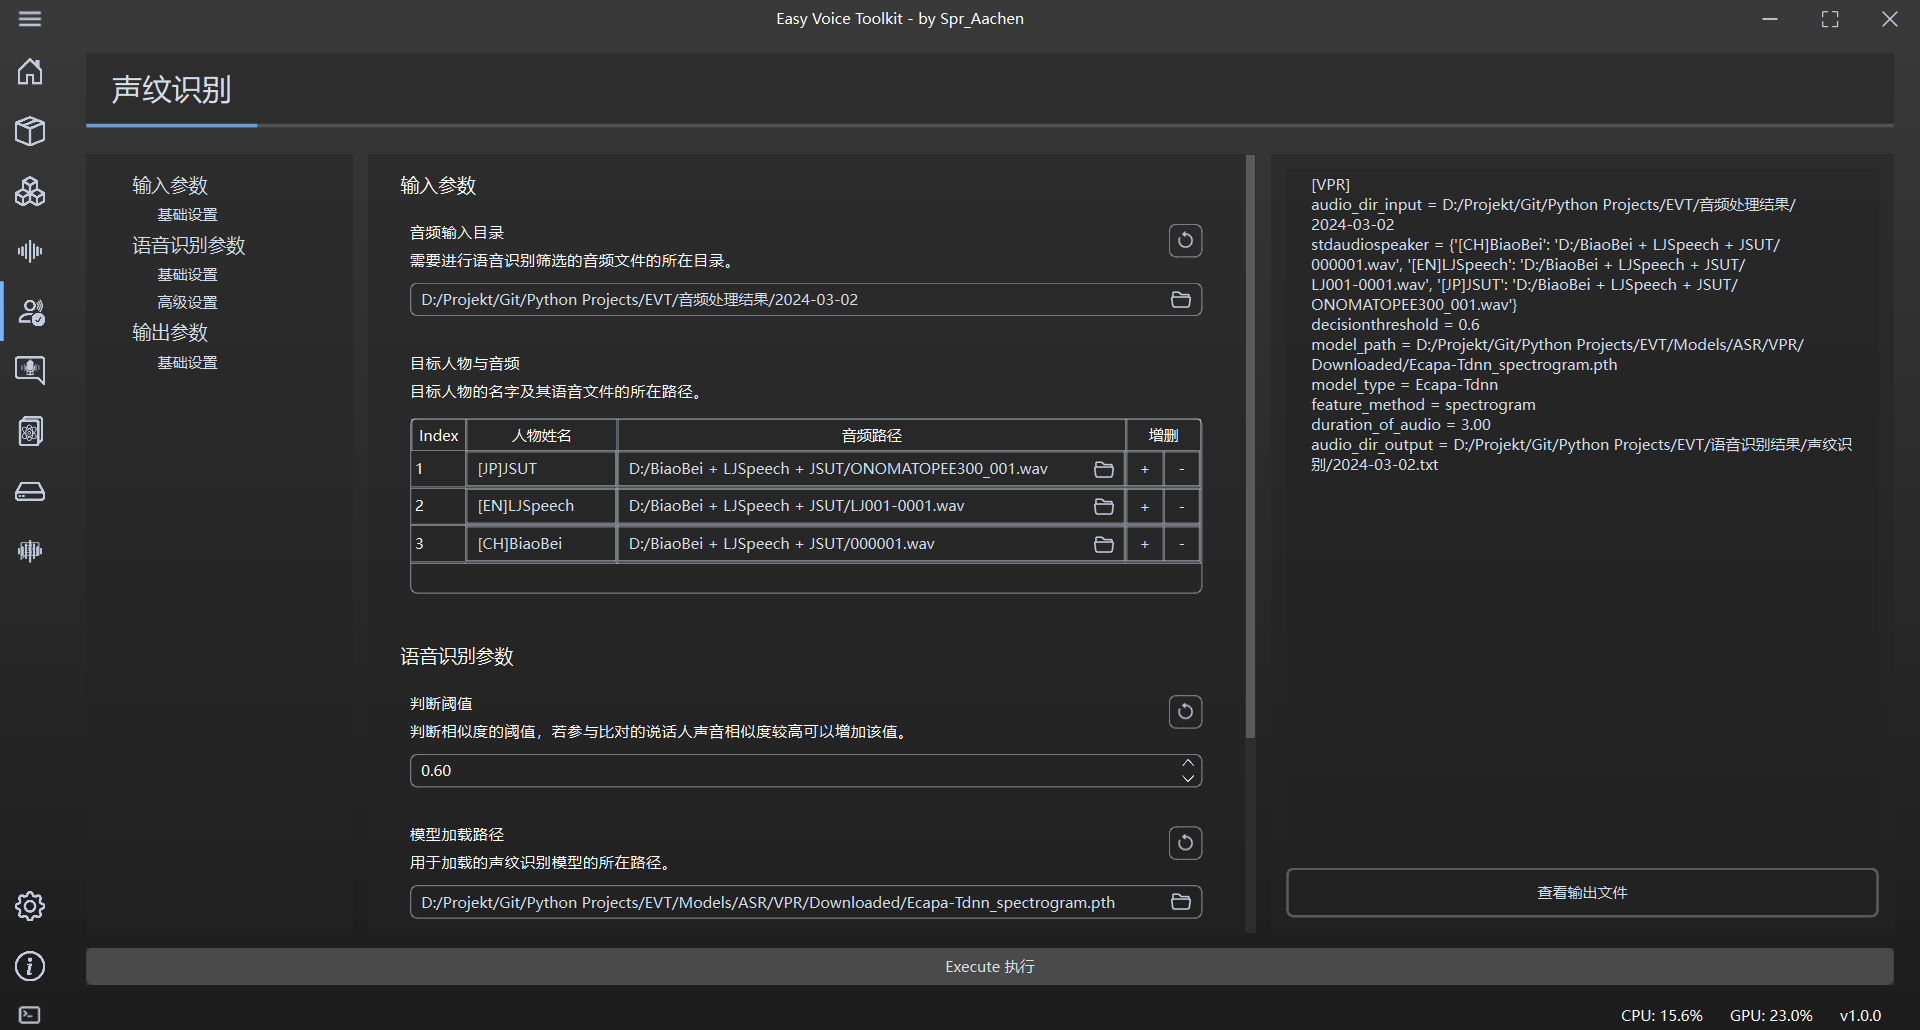 Easy Voice Toolkit - by Spr_Aachen
声纹识别
输入参数
基础设置
语音识别参数
基础设置
高级设置
输出参数
基础设置
输入参数
音频输入目录
需要进行语音识别筛选的音频文件的所在目录。
D:/Projekt/Git/Python Projects/EVT/音频处理结果/2024-03-02
目标人物与音频
目标人物的名字及其语音文件的所在路径。
Index 人物姓名 音频路径 增删
1 [JP]JSUT D:/BiaoBei + LJSpeech + JSUT/ONOMATOPEE300_001.wav + -
2 [EN]LJSpeech D:/BiaoBei + LJSpeech + JSUT/LJ001-0001.wav + -
3 [CH]BiaoBei D:/BiaoBei + LJSpeech + JSUT/000001.wav + -
语音识别参数
判断阈值
判断相似度的阈值，若参与比对的说话人声音相似度较高可以增加该值。
0.60
模型加载路径
用于加载的声纹识别模型的所在路径。
D:/Projekt/Git/Python Projects/EVT/Models/ASR/VPR/Downloaded/Ecapa-Tdnn_spectrogram.pth
[VPR]
audio_dir_input = D:/Projekt/Git/Python Projects/EVT/音频处理结果/
2024-03-02
stdaudiospeaker = {'[CH]BiaoBei': 'D:/BiaoBei + LJSpeech + JSUT/
000001.wav', '[EN]LJSpeech': 'D:/BiaoBei + LJSpeech + JSUT/
LJ001-0001.wav', '[JP]JSUT': 'D:/BiaoBei + LJSpeech + JSUT/
ONOMATOPEE300_001.wav'}
decisionthreshold = 0.6
model_path = D:/Projekt/Git/Python Projects/EVT/Models/ASR/VPR/
Downloaded/Ecapa-Tdnn_spectrogram.pth
model_type = Ecapa-Tdnn
feature_method = spectrogram
duration_of_audio = 3.00
audio_dir_output = D:/Projekt/Git/Python Projects/EVT/语音识别结果/声纹识
别/2024-03-02.txt
查看输出文件
Execute 执行
CPU: 15.6% GPU: 23.0% v1.0.0